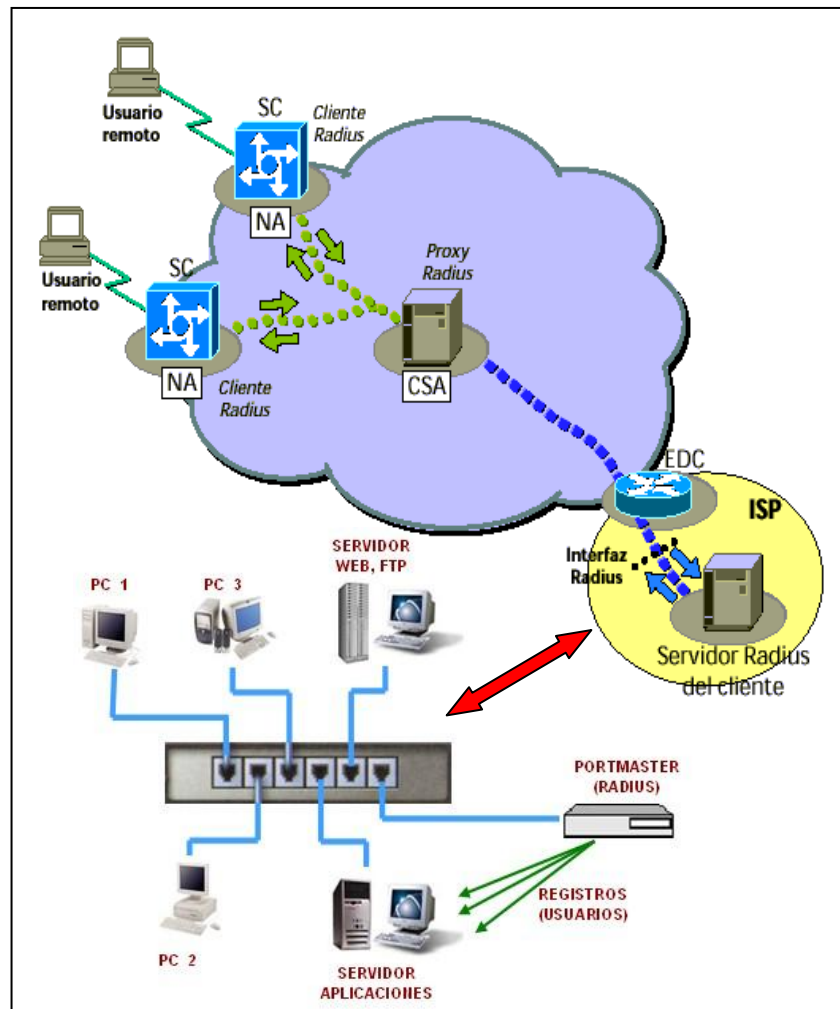 Usuario
remoto
SC
Cliente
Radius
NA
Usuario
remoto
SC
NA
Cliente
Radius
Proxy
Radius
CSA
EDC
ISP
Interfaz
Radius
Servidor Radius
del cliente
SERVIDOR
WEB, FTP
PC 1
PC 3
PORTMASTER
(RADIUS)
REGISTROS
(USUARIOS)
PC 2
SERVIDOR
APLICACIONES